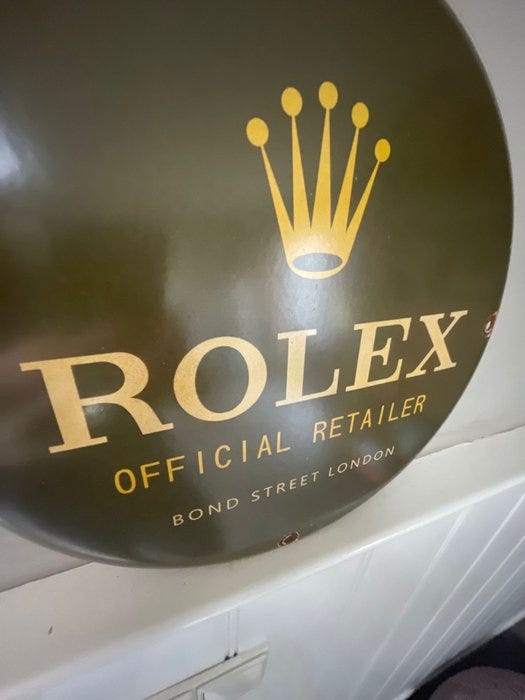 ROLEX
OFFICIAL RETAILER
BOND STREET LONDON